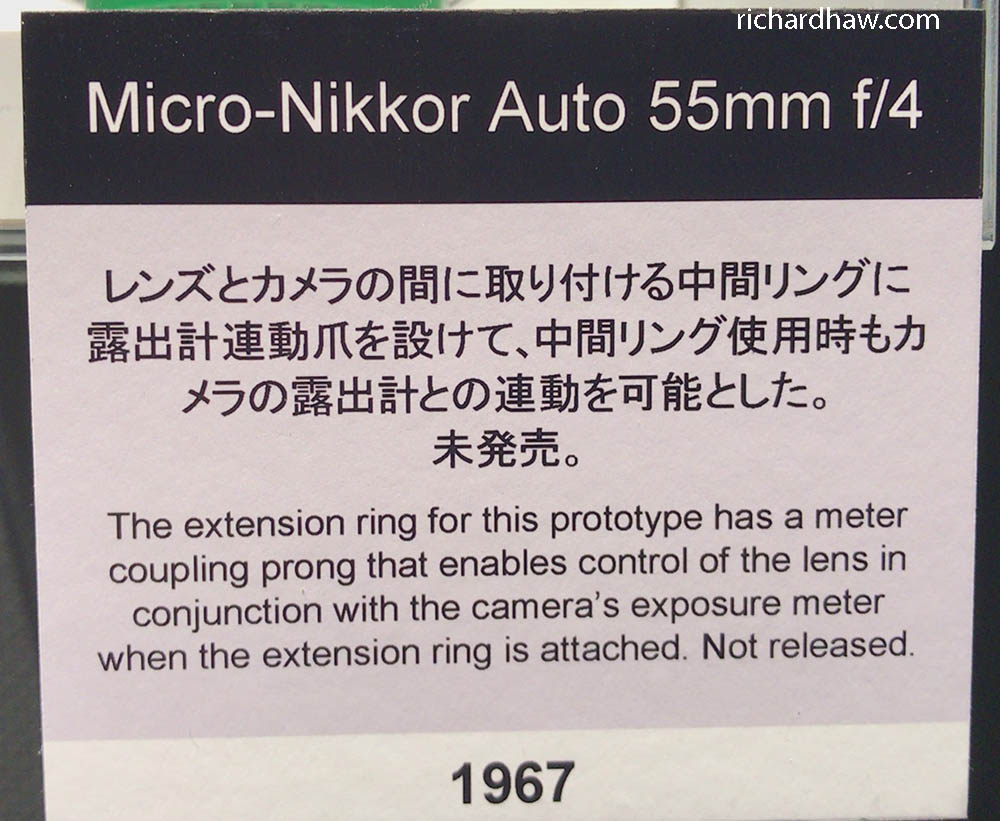 richardhaw.com
Micro-Nikkor Auto 55mm f/4
レンズとカメラの間に取り付ける中間リングに
露出計連動爪を設けて、中間リング使用時もカ
メラの露出計との連動を可能とした。
未発売。
The extension ring for this prototype has a meter
coupling prong that enables control of the lens in
conjunction with the camera's exposure meter
when the extension ring is attached. Not released.
1967